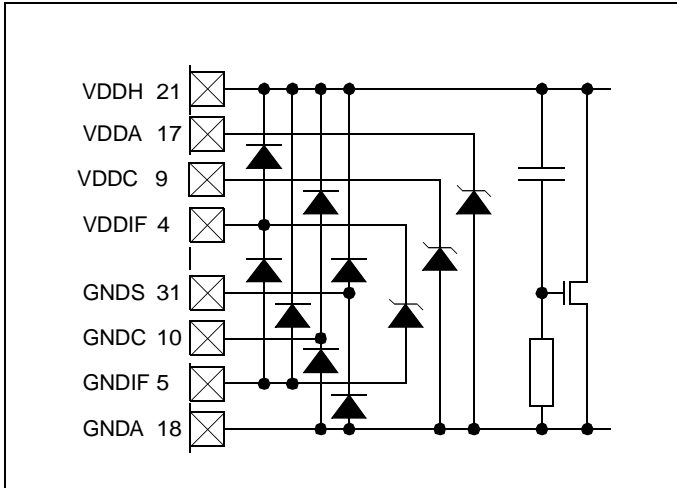 VDDH 21
VDDA 17
VDDC 9
VDDIF 4
GNDS 31
GNDC 10
GNDIF 5
GNDA 18